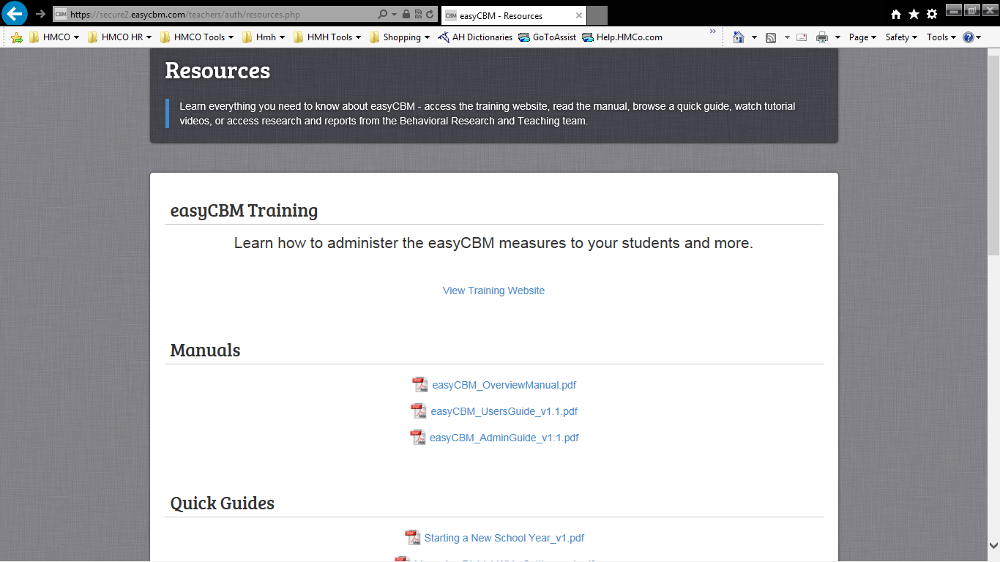 CBM https://secure2.easycbm.com/teachers/auth/resources.php CBM easyCBM - Resources
HMCO HMCO HR HMCO Tools Hmh HMH Tools Shopping AH Dictionaries GoToAssist Help.HMCo.com » Page Safety Tools
Resources
Learn everything you need to know about easyCBM - access the training website, read the manual, browse a quick guide, watch tutorial
videos, or access research and reports from the Behavioral Research and Teaching team.
easyCBM Training
Learn how to administer the easyCBM measures to your students and more.
View Training Website
Manuals
easyCBM_OverviewManual.pdf
easyCBM_UsersGuide_v1.1.pdf
easyCBM_AdminGuide_v1.1.pdf
Quick Guides
Starting a New School Year_v1.pdf